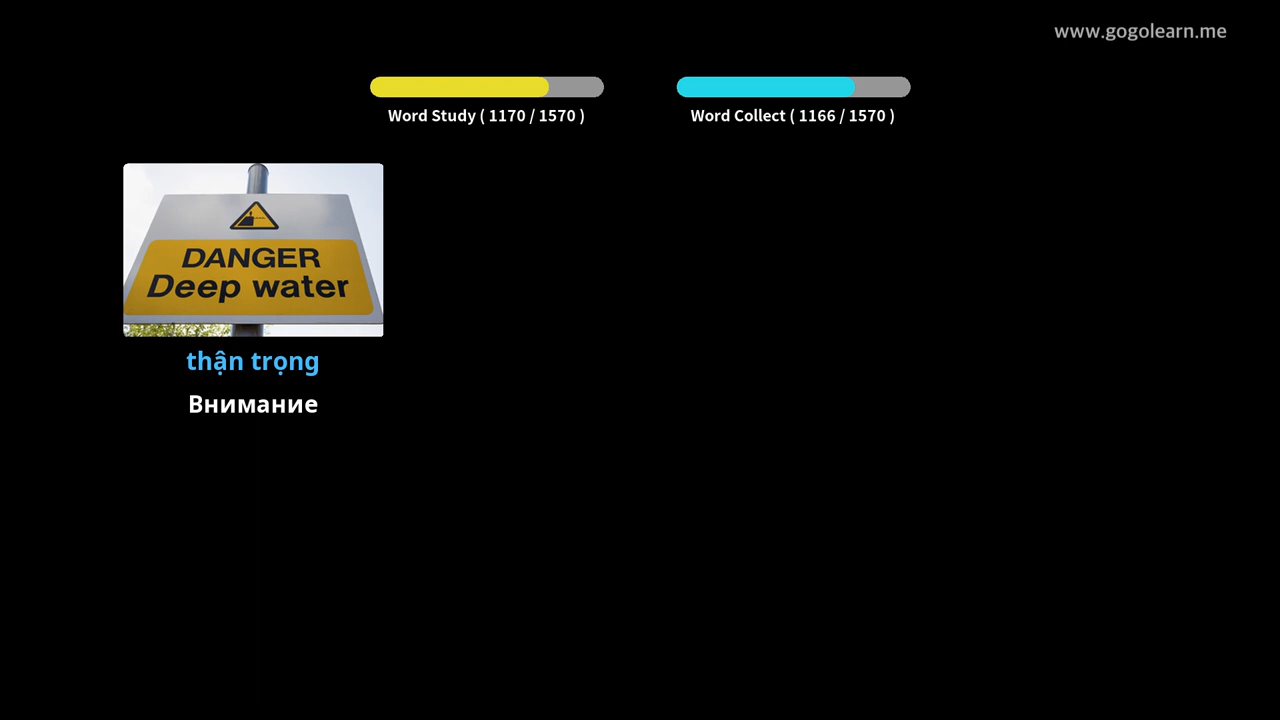 www.gogolearn.me
Word Study ( 1170 / 1570 )
Word Collect ( 1166 / 1570 )
DANGER
Deep water
thận trọng
Внимание